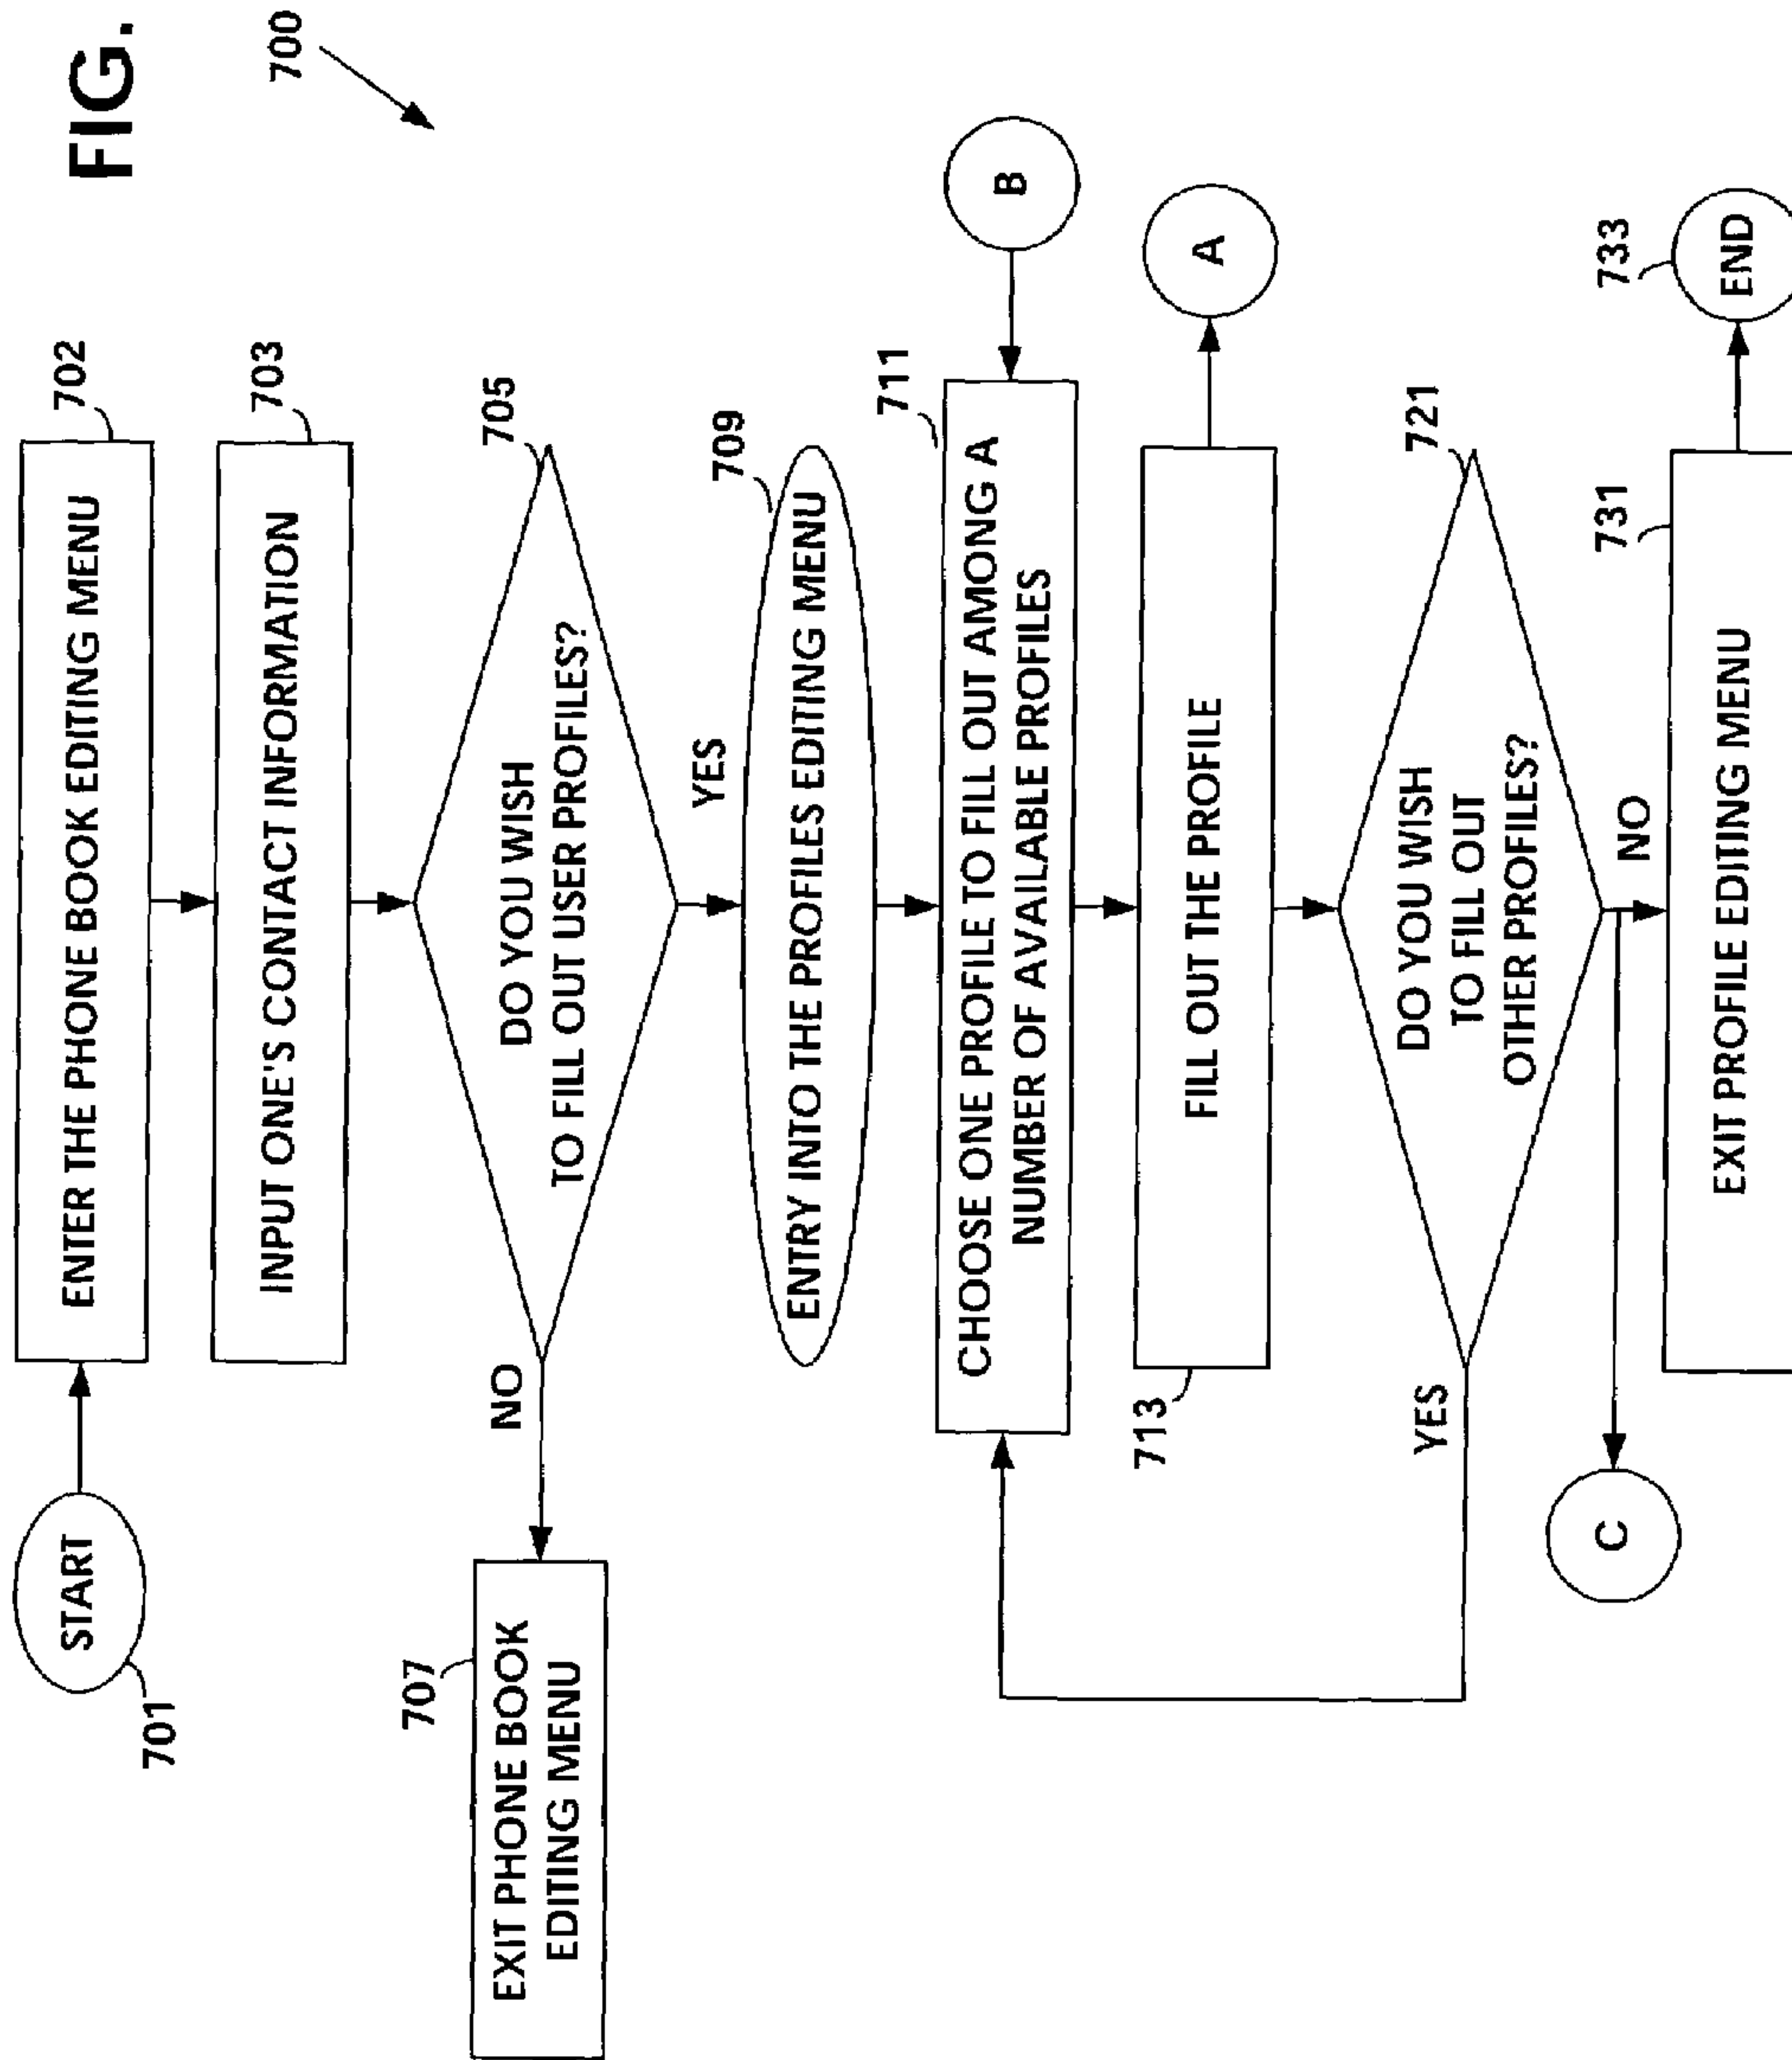 FIG.
700
START
701
ENTER THE PHONE BOOK EDITING MENU
702
INPUT ONE'S CONTACT INFORMATION
703
DO YOU WISH
TO FILL OUT USER PROFILES?
705
NO
EXIT PHONE BOOK
EDITING MENU
707
YES
ENTRY INTO THE PROFILES EDITING MENU
709
CHOOSE ONE PROFILE TO FILL OUT AMONG A
NUMBER OF AVAILABLE PROFILES
711
B
FILL OUT THE PROFILE
713
A
DO YOU WISH
TO FILL OUT
OTHER PROFILES?
721
YES
NO
C
EXIT PROFILE EDITING MENU
731
END
733